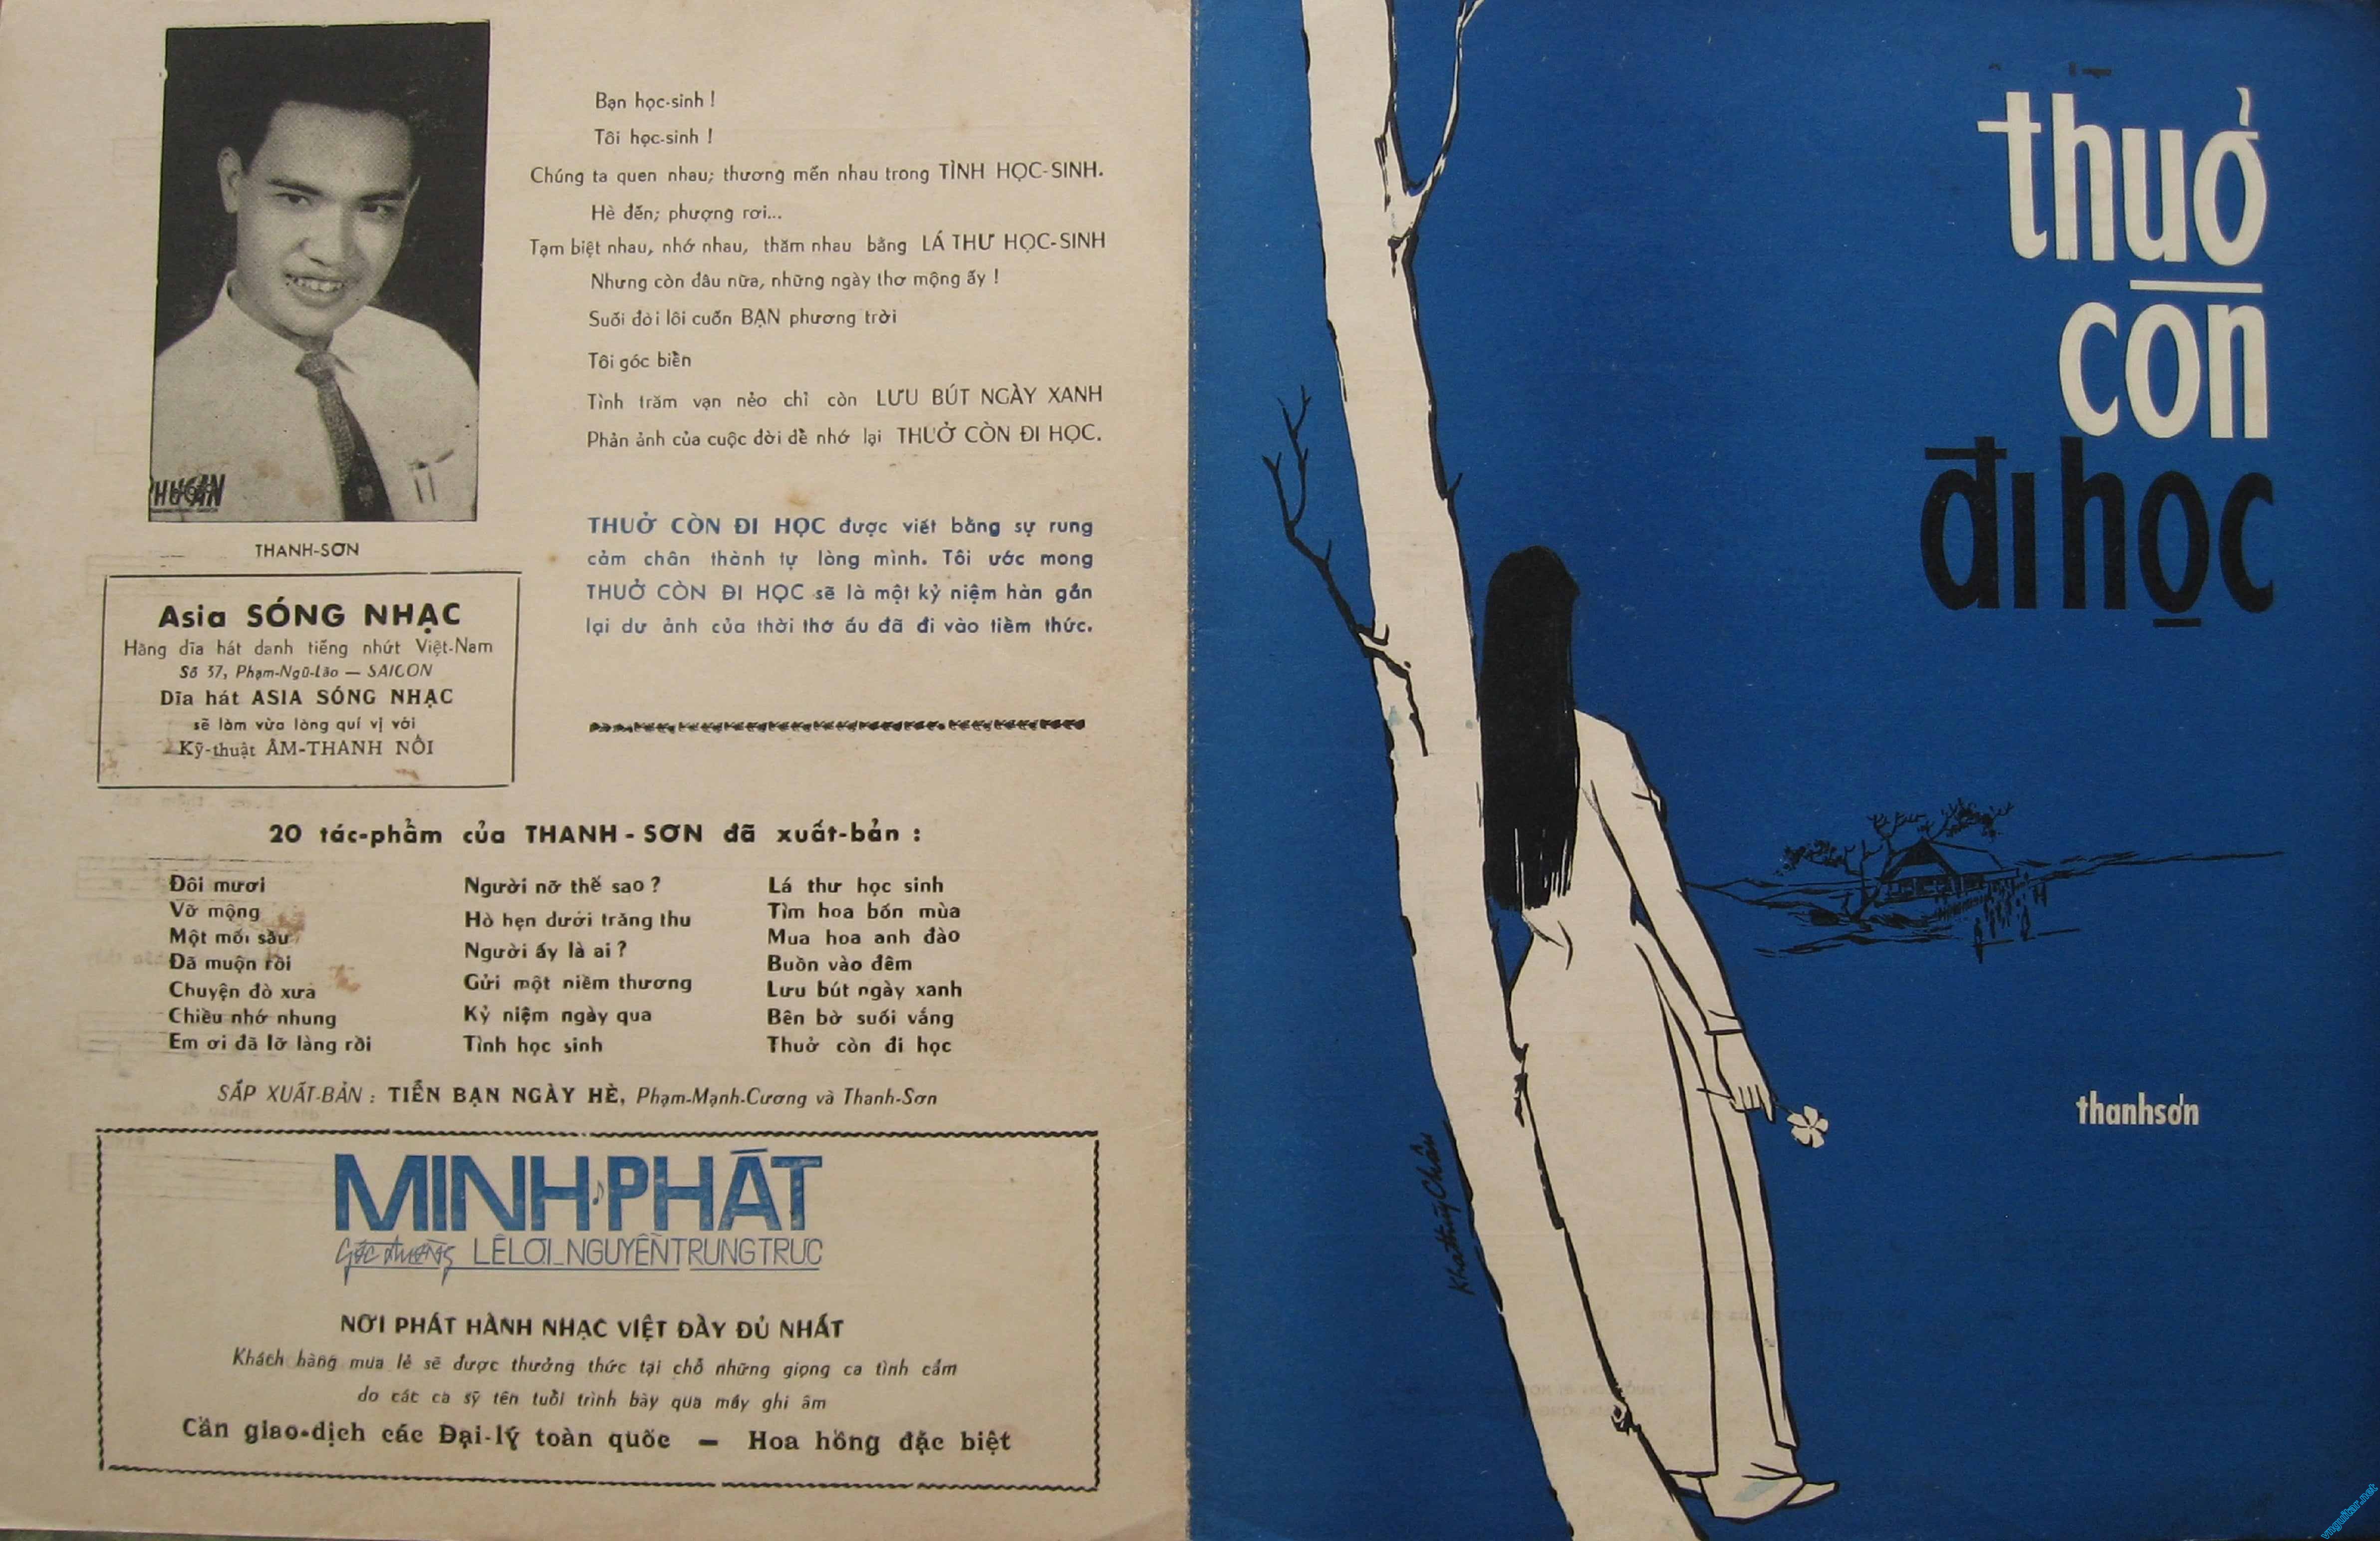 THANH-SƠN
Asia SÓNG NHẠC
Hãng dĩa hát danh tiếng nhứt Việt-Nam
Số 37, Phạm-Ngũ-Lão — SAIGON
Dĩa hát ASIA SÓNG NHẠC
sẽ làm vừa lòng quí vị với
Kỹ-thuật ÂM-THANH NỔI
Bạn học-sinh !
Tôi học-sinh !
Chúng ta quen nhau; thương mến nhau trong TÌNH HỌC-SINH.
Hè đến; phượng rơi...
Tạm biệt nhau, nhớ nhau, thăm nhau bằng LÁ THƯ HỌC-SINH
Nhưng còn đâu nữa, những ngày thơ mộng ấy !
Suối đời lôi cuốn BẠN phương trời
Tôi góc biển
Tình trăm vạn nẻo chỉ còn LƯU BÚT NGÀY XANH
Phản ảnh của cuộc đời để nhớ lại THUỞ CÒN ĐI HỌC.
THUỞ CÒN ĐI HỌC được viết bằng sự rung
cảm chân thành tự lòng mình. Tôi ước mong
THUỞ CÒN ĐI HỌC sẽ là một kỷ niệm hàn gắn
lại dư ảnh của thời thơ ấu đã đi vào tiềm thức.
20 tác-phẩm của THANH-SƠN đã xuất-bản :
Đôi mươi
Vỡ mộng
Một mối sầu
Đã muộn rồi
Chuyện đò xưa
Chiều nhớ nhung
Em ơi đã lỡ làng rồi
Người nỡ thế sao ?
Hò hẹn dưới trăng thu
Người ấy là ai ?
Gửi một niềm thương
Kỷ niệm ngày qua
Tình học sinh
Lá thư học sinh
Tìm hoa bốn mùa
Mua hoa anh đào
Buồn vào đêm
Lưu bút ngày xanh
Bên bờ suối vắng
Thuở còn đi học
SẮP XUẤT-BẢN : TIỄN BẠN NGÀY HÈ, Phạm-Mạnh-Cương và Thanh-Sơn
MINH-PHÁT
Góc đường LÊ LỢI_NGUYỄN TRUNG TRỰC
NƠI PHÁT HÀNH NHẠC VIỆT ĐẦY ĐỦ NHẤT
Khách hàng mua lẻ sẽ được thưởng thức tại chỗ những giọng ca tình cảm
do các ca sỹ tên tuổi trình bày qua máy ghi âm
Cần giao-dịch các Đại-lý toàn quốc — Hoa hồng đặc biệt
thuở
còn
đi học
thanhsơn
Khathùy Châu
vnguitar.net